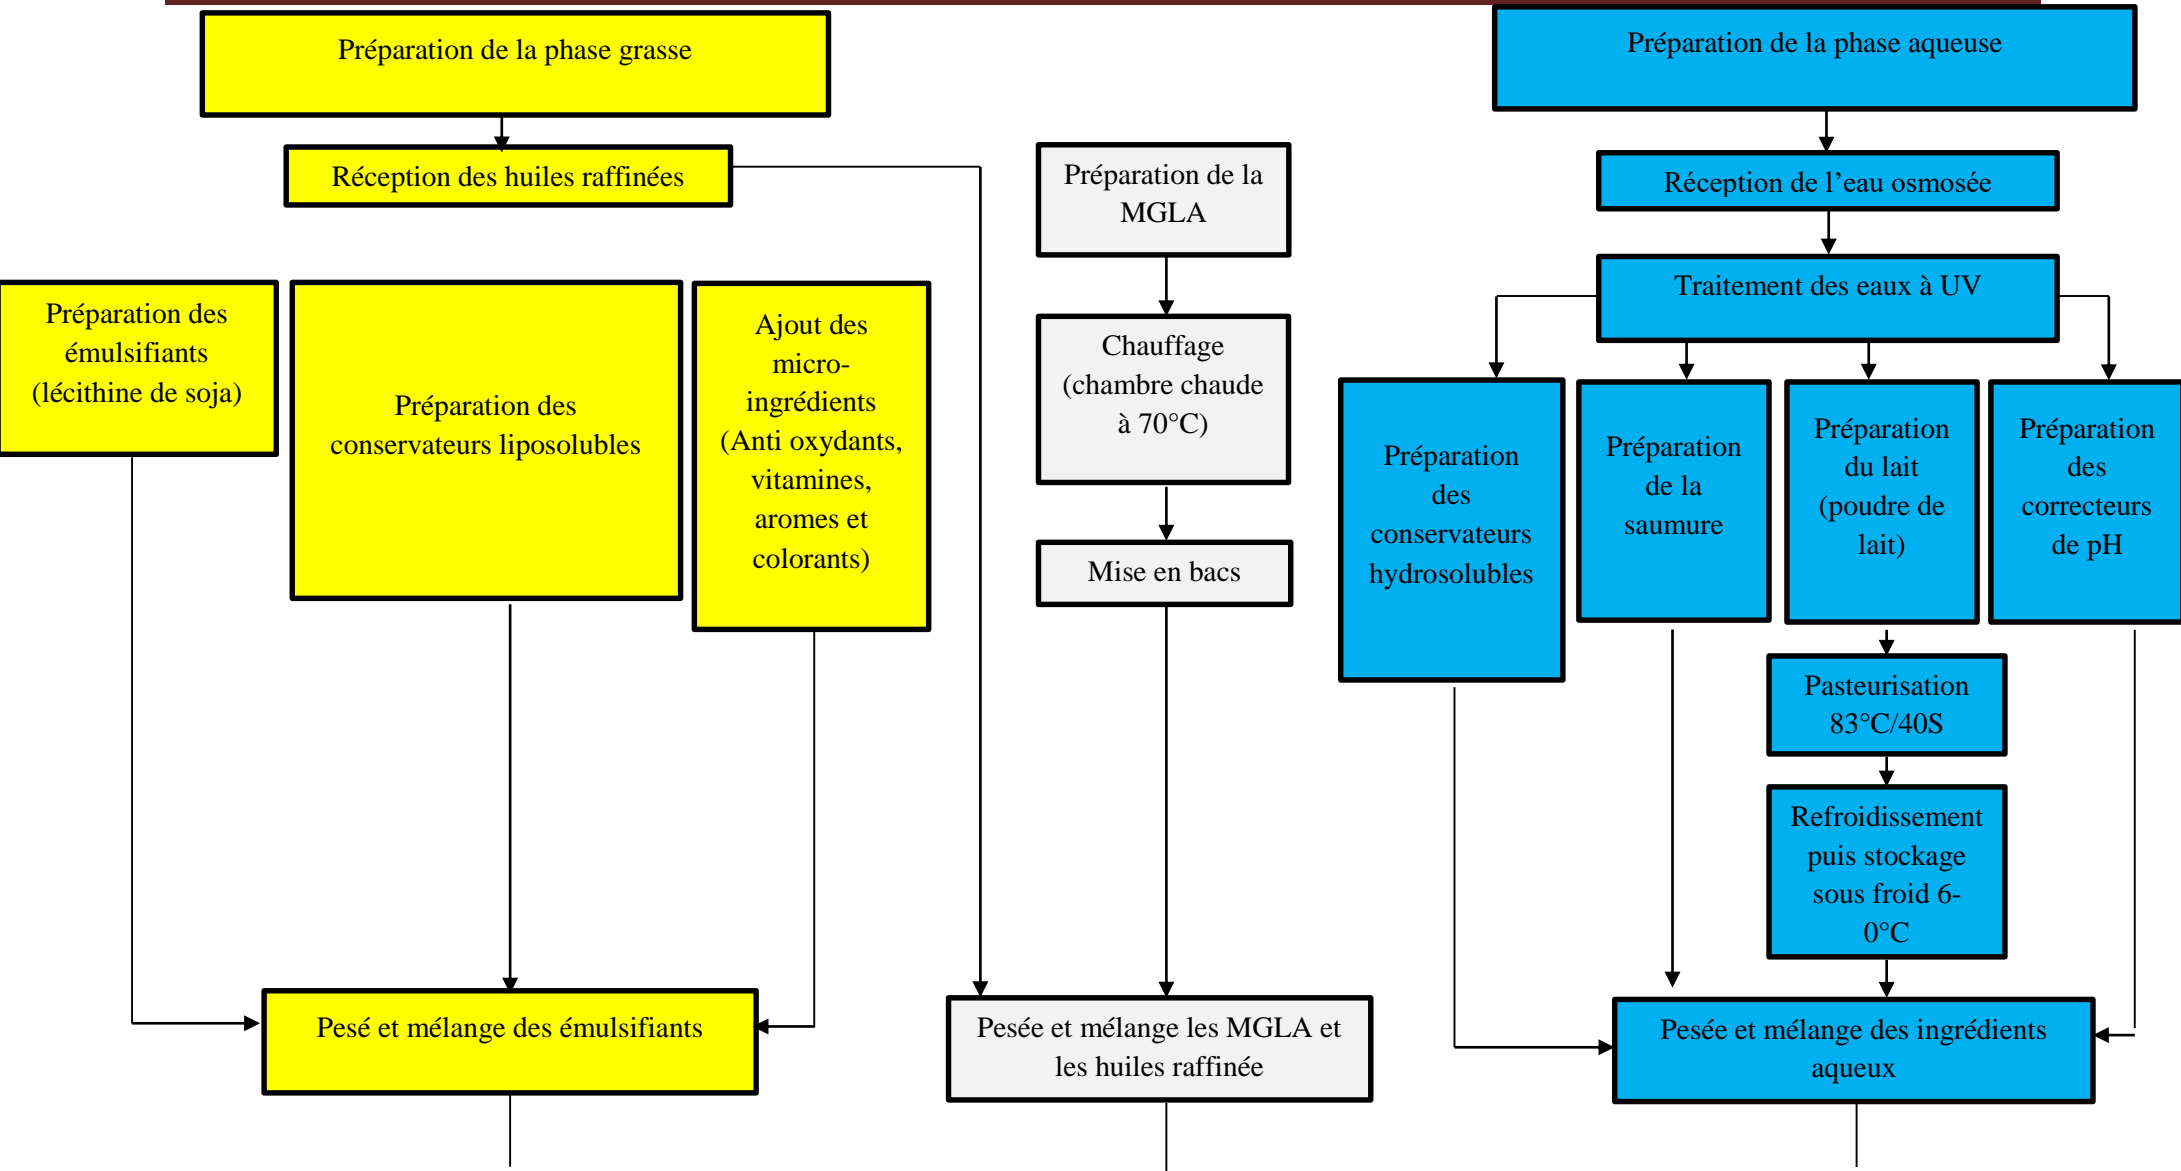 Préparation de la phase grasse
Réception des huiles raffinées
Préparation des
émulsifiants
(lécithine de soja)
Préparation des
conservateurs liposolubles
Ajout des
micro-
ingrédients
(Anti oxydants,
vitamines,
aromes et
colorants)
Pesé et mélange des émulsifiants
Préparation de la
MGLA
Chauffage
(chambre chaude
à 70°C)
Mise en bacs
Pesée et mélange les MGLA et
les huiles raffinée
Préparation de la phase aqueuse
Réception de l’eau osmosée
Traitement des eaux à UV
Préparation
des
conservateurs
hydrosolubles
Préparation
de la
saumure
Préparation
du lait
(poudre de
lait)
Préparation
des
correcteurs
de pH
Pasteurisation
83°C/40S
Refroidissement
puis stockage
sous froid 6-
0°C
Pesée et mélange des ingrédients
aqueux